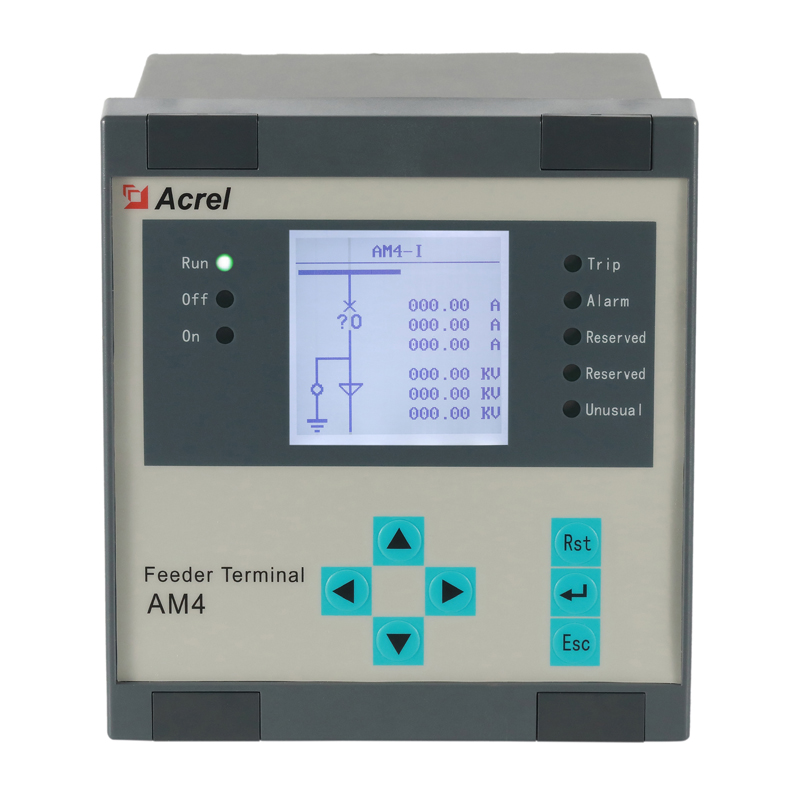 Acrel
Run
Off
On
AM4-I
?0
000.00 A
000.00 A
000.00 A
000.00 KV
000.00 KV
000.00 KV
Trip
Alarm
Reserved
Reserved
Unusual
Feeder Terminal
AM4
Rst
Esc